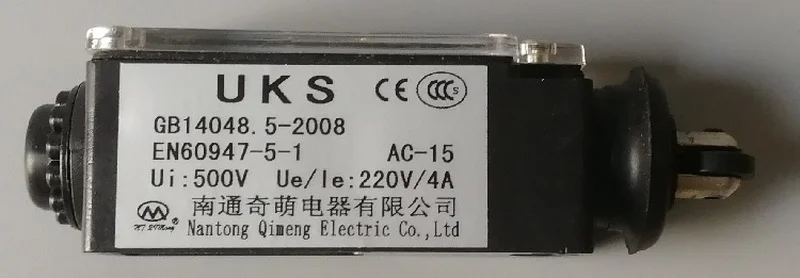 UKS CE CCC S
GB14048.5-2008
EN60947-5-1 AC-15
Ui:500V Ue/Ie:220V/4A
南通奇萌电器有限公司
Nantong Qimeng Electric Co.,Ltd